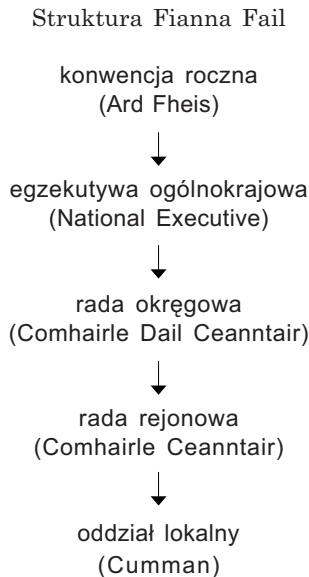 Struktura Fianna Fail
konwencja roczna
(Ard Fheis)
egzekutywa ogólnokrajowa
(National Executive)
rada okręgowa
(Comhairle Dail Ceanntair)
rada rejonowa
(Comhairle Ceanntair)
oddział lokalny
(Cumman)